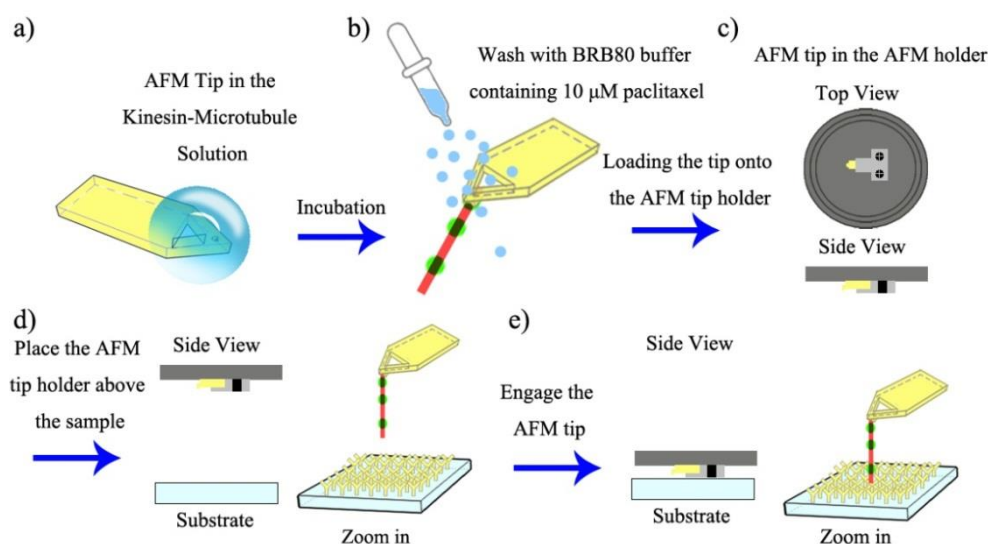 a)
AFM Tip in the
Kinesin-Microtubule
Solution
Incubation
b)
Wash with BRB80 buffer
containing 10 μM paclitaxel
Loading the tip onto
the AFM tip holder
c)
AFM tip in the AFM holder
Top View
Side View
d)
Place the AFM
tip holder above
the sample
Side View
Substrate
Zoom in
e)
Engage the
AFM tip
Side View
Substrate
Zoom in